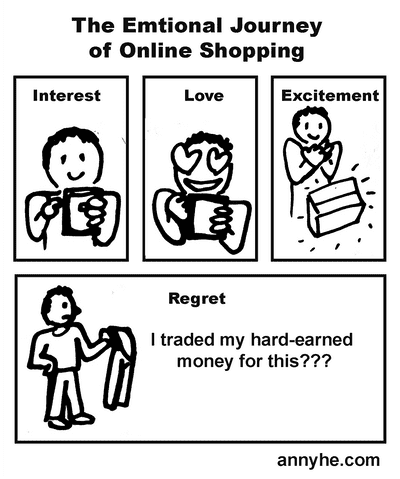 The Emtional Journey
of Online Shopping
Interest
Love
Excitement
Regret
I traded my hard-earned
money for this???
annyhe.com